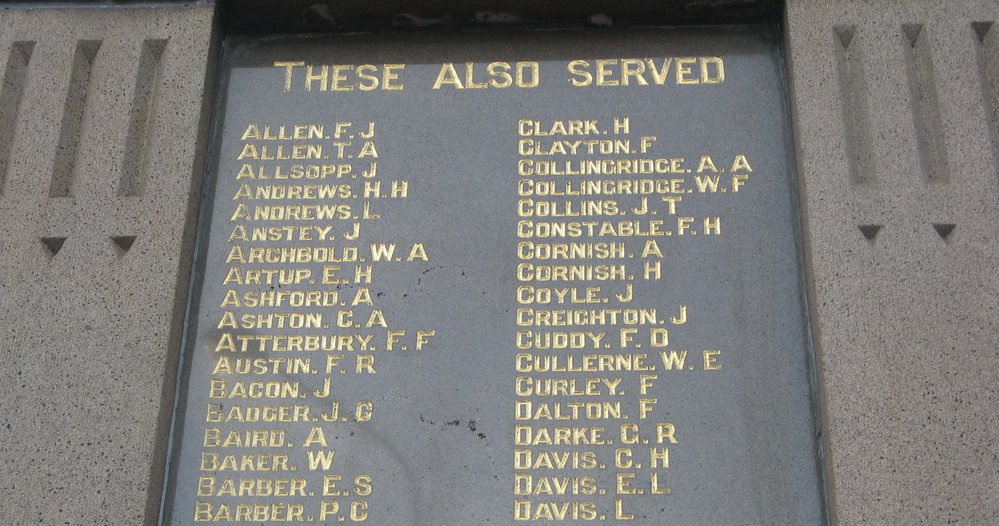 THESE ALSO SERVED
ALLEN. F. J
ALLEN. T. A
ALLSOPP. J
ANDREWS. H. H
ANDREWS. L
ANSTEY. J
ARCHBOLD. W. A
ARTUP. E. H
ASHFORD. A
ASHTON. C. A
ATTERBURY. F. F
AUSTIN. F. R
BACON. J
BADGER. J. G
BAIRD. A
BAKER. W
BARBER. E. S
BARBER. P. C
CLARK. H
CLAYTON. F
COLLINGRIDGE. A. A
COLLINGRIDGE. W. F
COLLINS. J. T
CONSTABLE. F. H
CORNISH. A
CORNISH. H
COYLE. J
CREIGHTON. J
CUDDY. F. D
CULLERNE. W. E
CURLEY. F
DALTON. F
DARKE. C. R
DAVIS. C. H
DAVIS. E. L
DAVIS. L